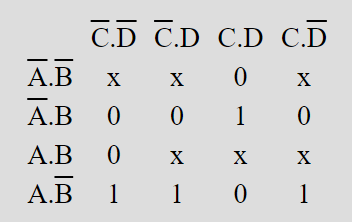 C̅.D̅ C̅.D C.D C.D̅
A̅.B̅ x x 0 x
A̅.B 0 0 1 0
A.B 0 x x x
A.B̅ 1 1 0 1